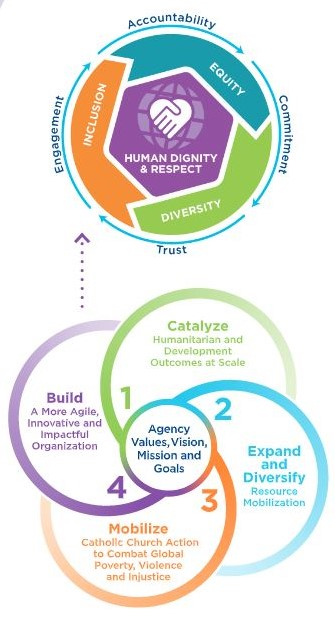 Accountability
EQUITY
INCLUSION
Engagement
Commitment
HUMAN DIGNITY
& RESPECT
DIVERSITY
Trust
Catalyze
Humanitarian and
Development
Outcomes at Scale
1
Build
A More Agile,
Innovative and
Impactful
Organization
2
Agency
Values, Vision,
Mission and
Goals
Expand
and
Diversify
Resource
Mobilization
4
3
Mobilize
Catholic Church Action
to Combat Global
Poverty, Violence
and Injustice